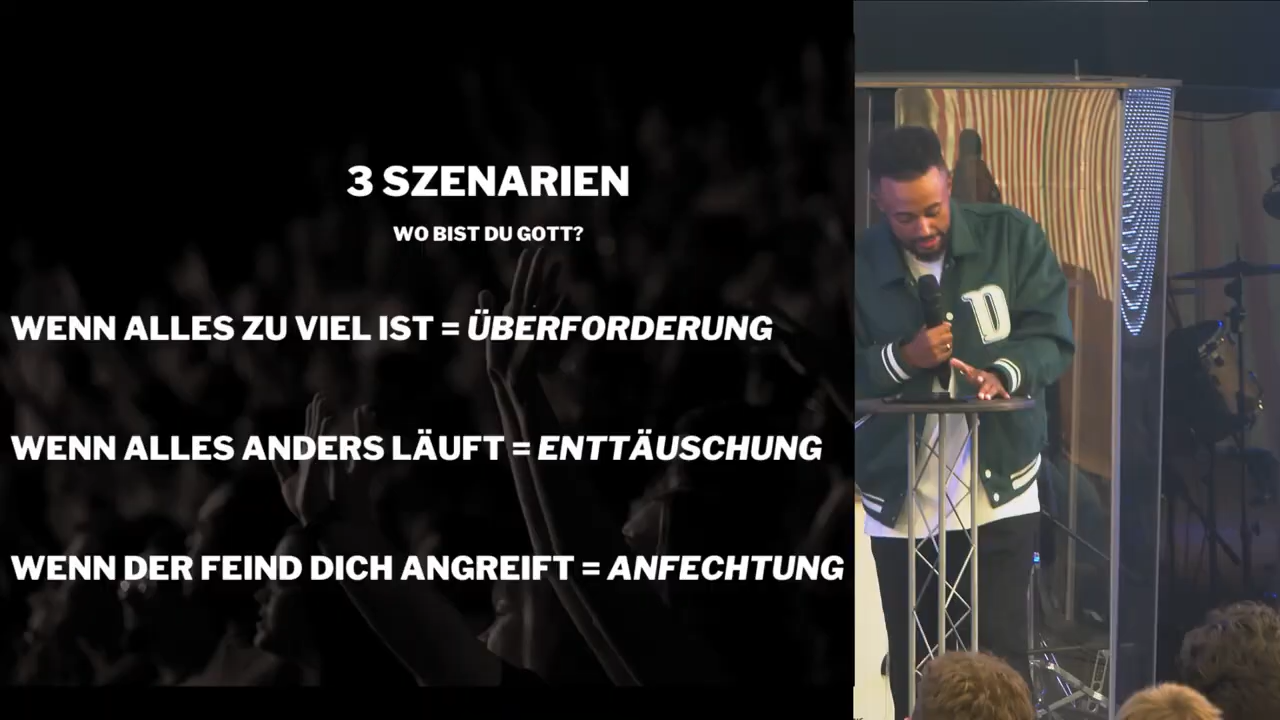 3 SZENARIEN
WO BIST DU GOTT?
WENN ALLES ZU VIEL IST = ÜBERFORDERUNG
WENN ALLES ANDERS LÄUFT = ENTTÄUSCHUNG
WENN DER FEIND DICH ANGREIFT = ANFECHTUNG
D